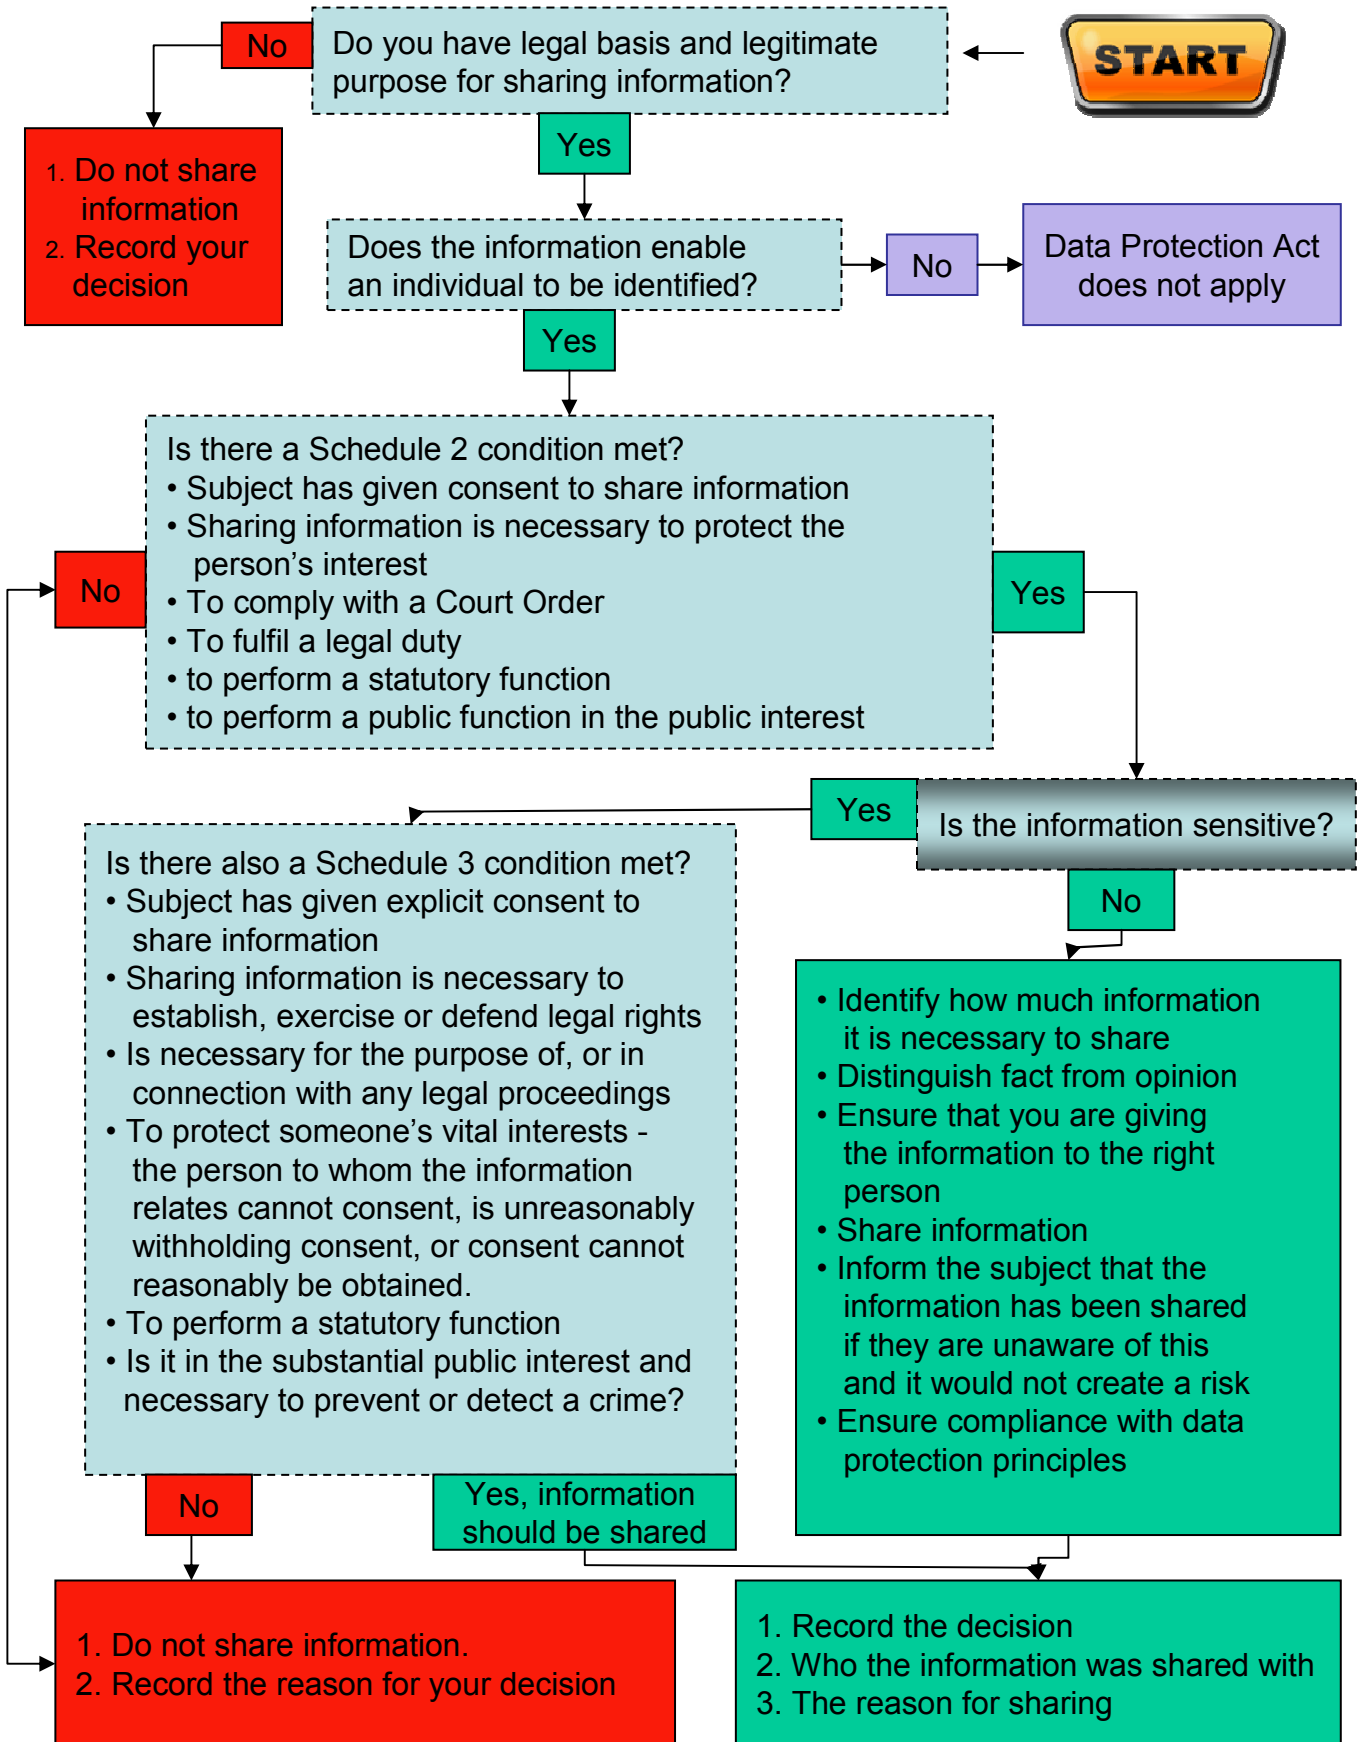 START
Do you have legal basis and legitimate
purpose for sharing information?
No
1. Do not share
information
2. Record your
decision
Yes
Does the information enable
an individual to be identified?
No
Data Protection Act
does not apply
Yes
Is there a Schedule 2 condition met?
• Subject has given consent to share information
• Sharing information is necessary to protect the
person’s interest
• To comply with a Court Order
• To fulfil a legal duty
• to perform a statutory function
• to perform a public function in the public interest
No
Yes
Is the information sensitive?
Yes
No
Is there also a Schedule 3 condition met?
• Subject has given explicit consent to
share information
• Sharing information is necessary to
establish, exercise or defend legal rights
• Is necessary for the purpose of, or in
connection with any legal proceedings
• To protect someone’s vital interests -
the person to whom the information
relates cannot consent, is unreasonably
withholding consent, or consent cannot
reasonably be obtained.
• To perform a statutory function
• Is it in the substantial public interest and
necessary to prevent or detect a crime?
• Identify how much information
it is necessary to share
• Distinguish fact from opinion
• Ensure that you are giving
the information to the right
person
• Share information
• Inform the subject that the
information has been shared
if they are unaware of this
and it would not create a risk
• Ensure compliance with data
protection principles
No
Yes, information
should be shared
1. Do not share information.
2. Record the reason for your decision
1. Record the decision
2. Who the information was shared with
3. The reason for sharing